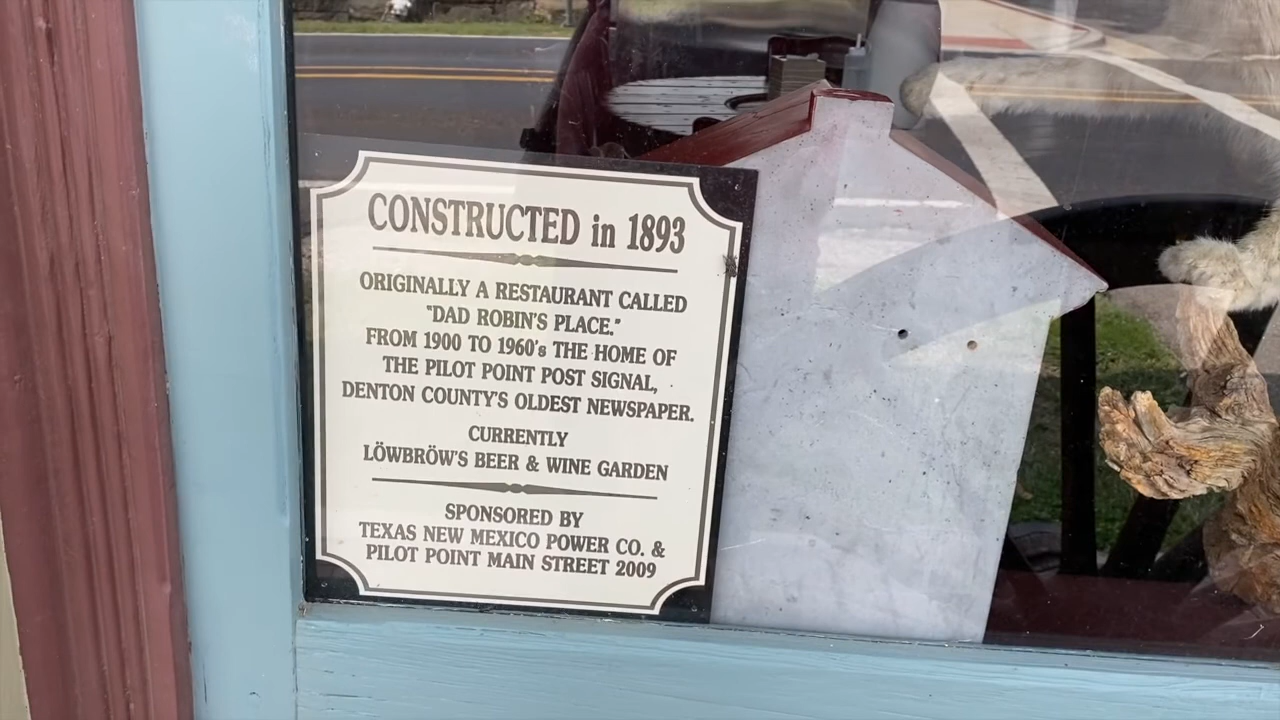 CONSTRUCTED in 1893
ORIGINALLY A RESTAURANT CALLED
"DAD ROBIN'S PLACE."
FROM 1900 TO 1960's THE HOME OF
THE PILOT POINT POST SIGNAL,
DENTON COUNTY'S OLDEST NEWSPAPER.
CURRENTLY
LÖWBRÖW'S BEER & WINE GARDEN
SPONSORED BY
TEXAS NEW MEXICO POWER CO. &
PILOT POINT MAIN STREET 2009